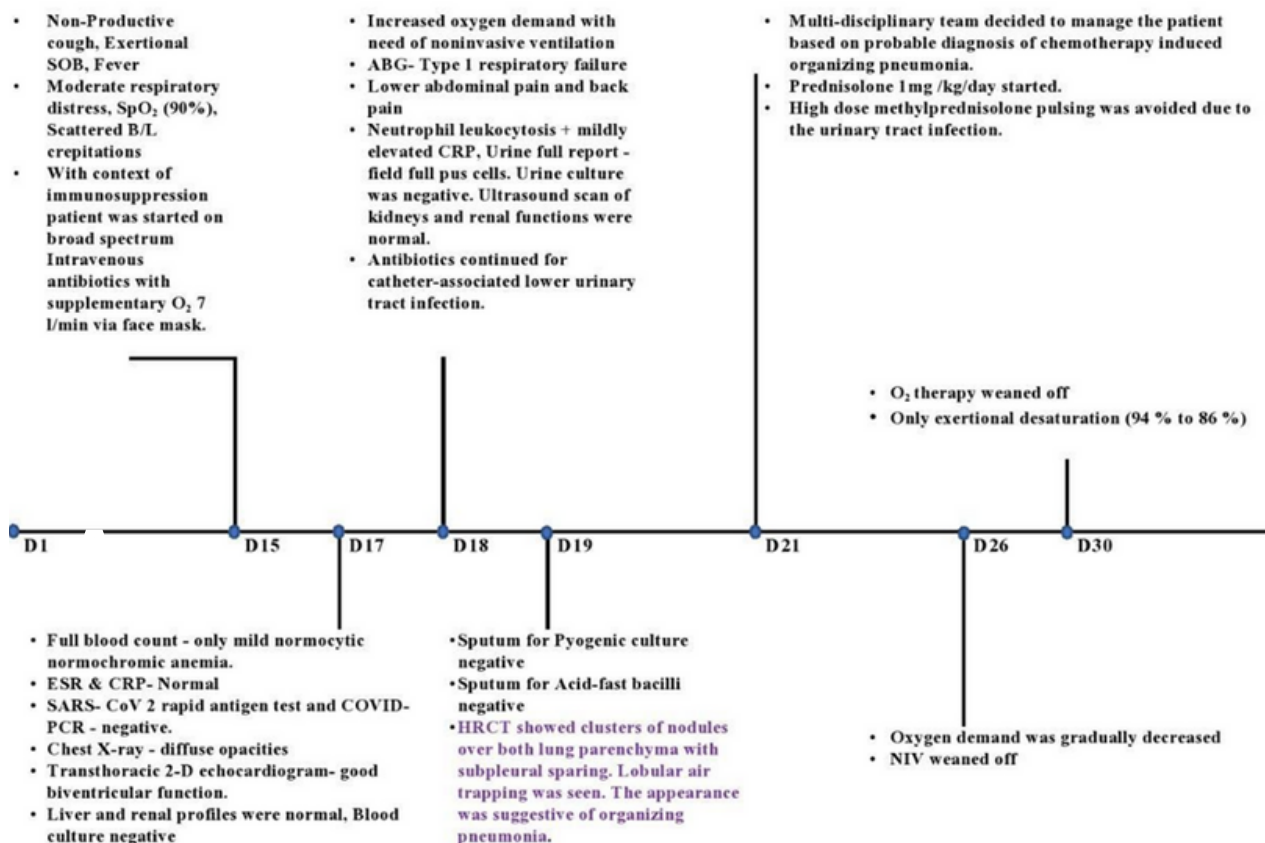 • Non-Productive
cough, Exertional
SOB, Fever
• Moderate respiratory
distress, SpO₂ (90%),
Scattered B/L
crepitations
• With context of
immunosuppression
patient was started on
broad spectrum
Intravenous
antibiotics with
supplementary O₂ 7
l/min via face mask.
• Increased oxygen demand with
need of noninvasive ventilation
• ABG- Type 1 respiratory failure
• Lower abdominal pain and back
pain
• Neutrophil leukocytosis + mildly
elevated CRP, Urine full report -
field full pus cells. Urine culture
was negative. Ultrasound scan of
kidneys and renal functions were
normal.
• Antibiotics continued for
catheter-associated lower urinary
tract infection.
• Multi-disciplinary team decided to manage the patient
based on probable diagnosis of chemotherapy induced
organizing pneumonia.
• Prednisolone 1mg /kg/day started.
• High dose methylprednisolone pulsing was avoided due to
the urinary tract infection.
• O₂ therapy weaned off
• Only exertional desaturation (94 % to 86 %)
D1
D15
D17
D18
D19
D21
D26
D30
• Full blood count - only mild normocytic
normochromic anemia.
• ESR & CRP- Normal
• SARS- CoV 2 rapid antigen test and COVID-
PCR - negative.
• Chest X-ray - diffuse opacities
• Transthoracic 2-D echocardiogram- good
biventricular function.
• Liver and renal profiles were normal, Blood
culture negative
• Sputum for Pyogenic culture
negative
• Sputum for Acid-fast bacilli
negative
• HRCT showed clusters of nodules
over both lung parenchyma with
subpleural sparing. Lobular air
trapping was seen. The appearance
was suggestive of organizing
pneumonia.
• Oxygen demand was gradually decreased
• NIV weaned off